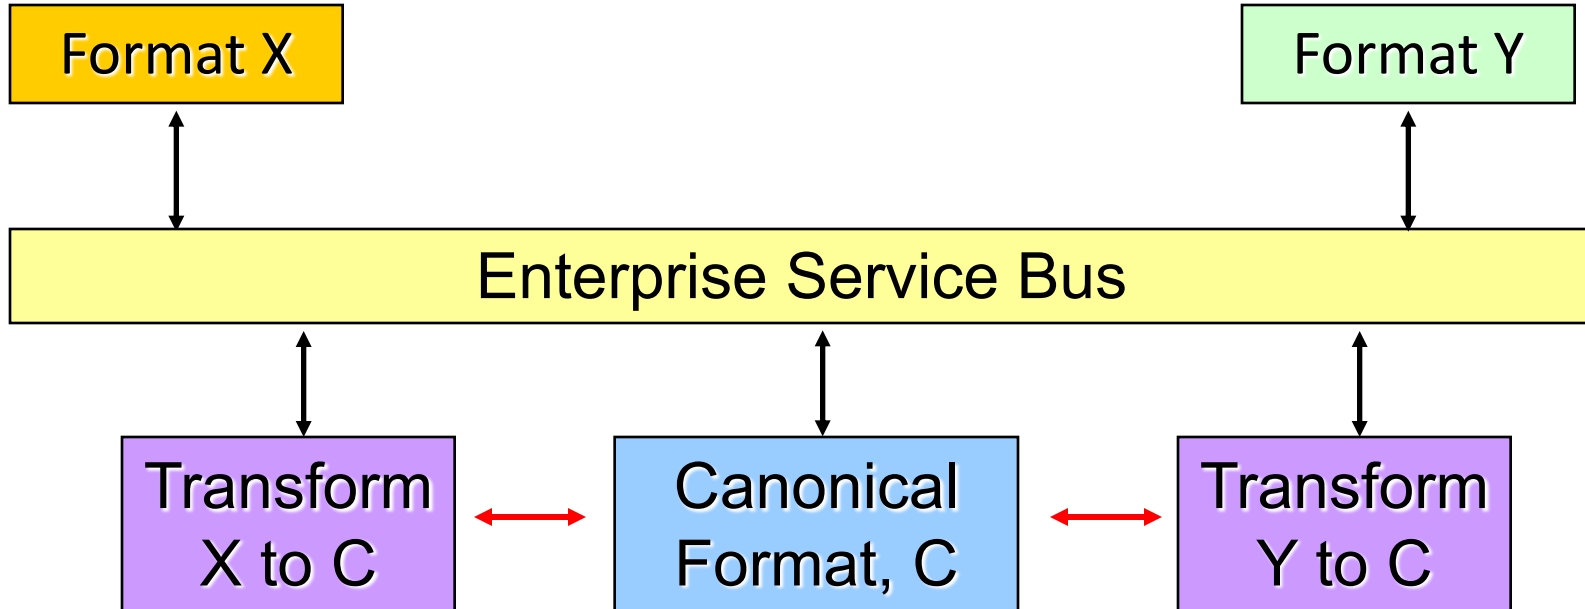 Format X
Format Y
Enterprise Service Bus
Transform
X to C
Canonical
Format, C
Transform
Y to C